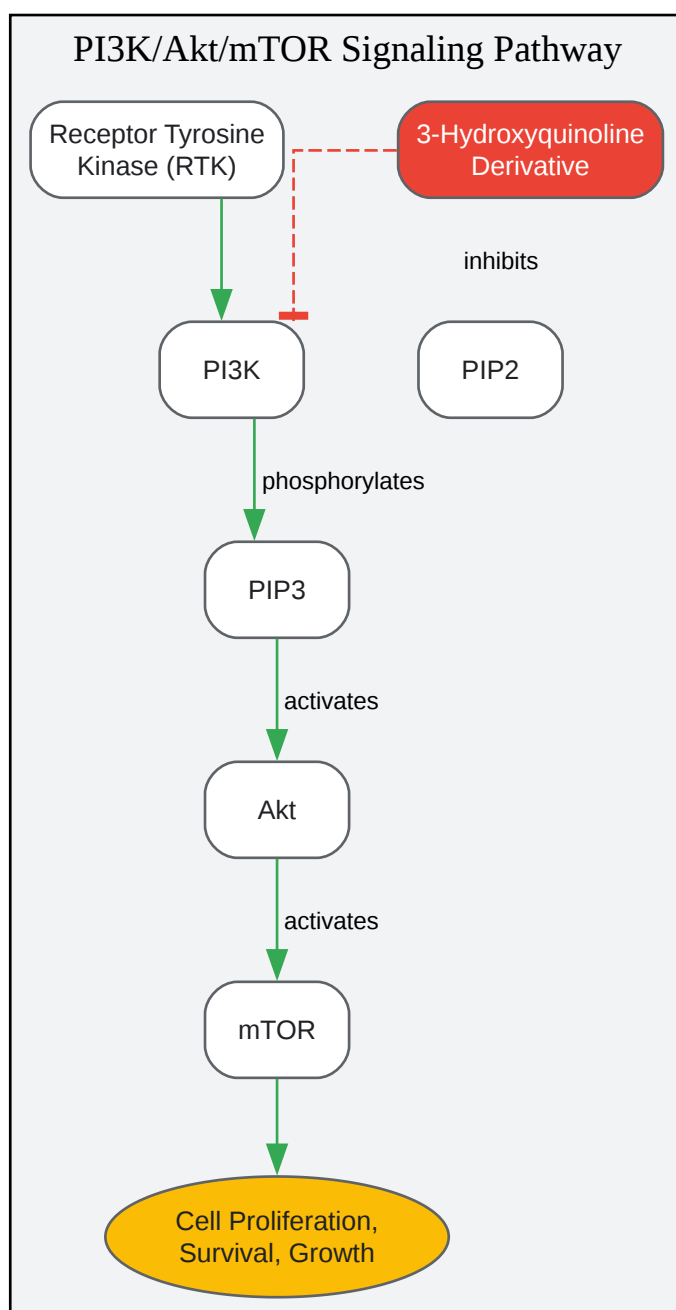 PI3K/Akt/mTOR Signaling Pathway
Receptor Tyrosine
Kinase (RTK)
3-Hydroxyquinoline
Derivative
inhibits
PI3K
PIP2
phosphorylates
PIP3
activates
Akt
activates
mTOR
Cell Proliferation,
Survival, Growth